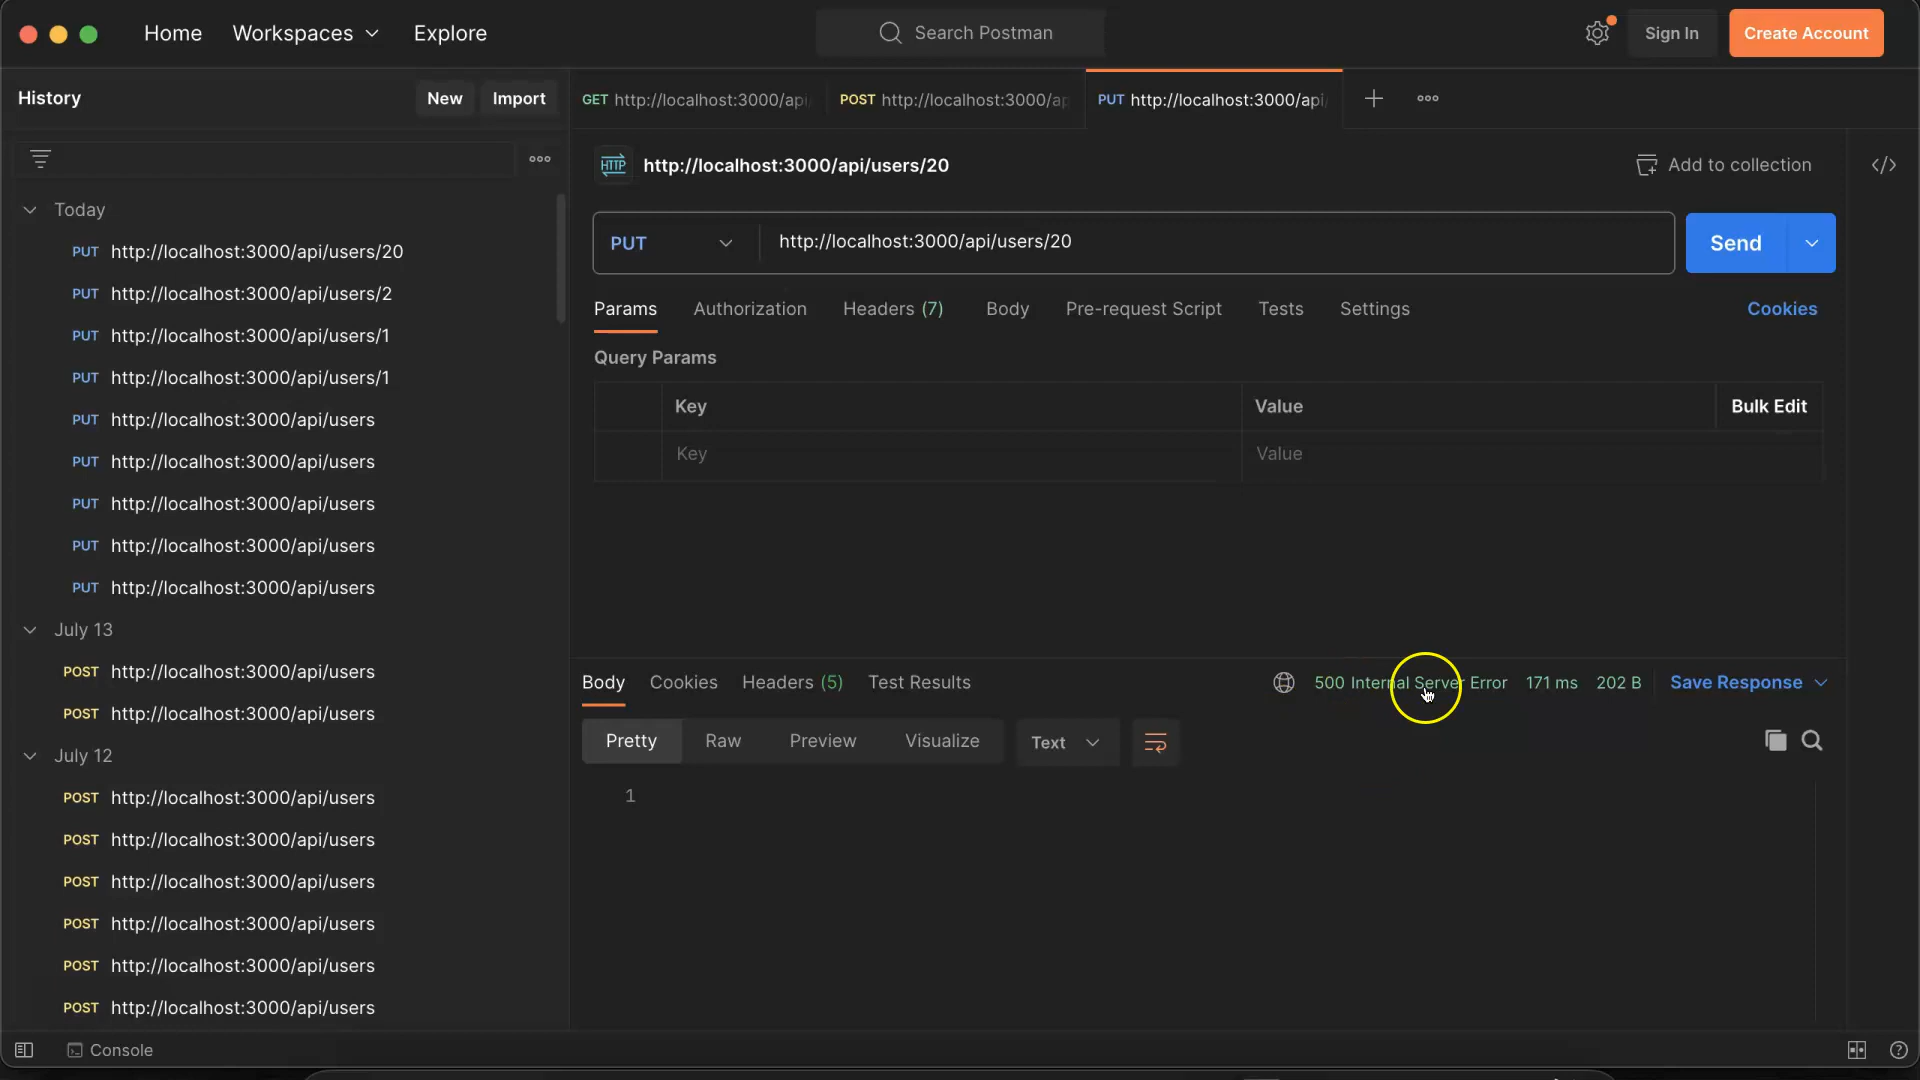 Home Workspaces Explore Search Postman Sign In Create Account
History New Import
GET http://localhost:3000/api POST http://localhost:3000/ap PUT http://localhost:3000/api/
HTTP http://localhost:3000/api/users/20 Add to collection </>
PUT http://localhost:3000/api/users/20 Send
Params Authorization Headers (7) Body Pre-request Script Tests Settings Cookies
Query Params
Key Value Bulk Edit
Key Value
Today
PUT http://localhost:3000/api/users/20
PUT http://localhost:3000/api/users/2
PUT http://localhost:3000/api/users/1
PUT http://localhost:3000/api/users/1
PUT http://localhost:3000/api/users
PUT http://localhost:3000/api/users
PUT http://localhost:3000/api/users
PUT http://localhost:3000/api/users
PUT http://localhost:3000/api/users
July 13
POST http://localhost:3000/api/users
POST http://localhost:3000/api/users
July 12
POST http://localhost:3000/api/users
POST http://localhost:3000/api/users
POST http://localhost:3000/api/users
POST http://localhost:3000/api/users
POST http://localhost:3000/api/users
POST http://localhost:3000/api/users
Body Cookies Headers (5) Test Results 500 Internal Server Error 171 ms 202 B Save Response
Pretty Raw Preview Visualize Text
1
Console